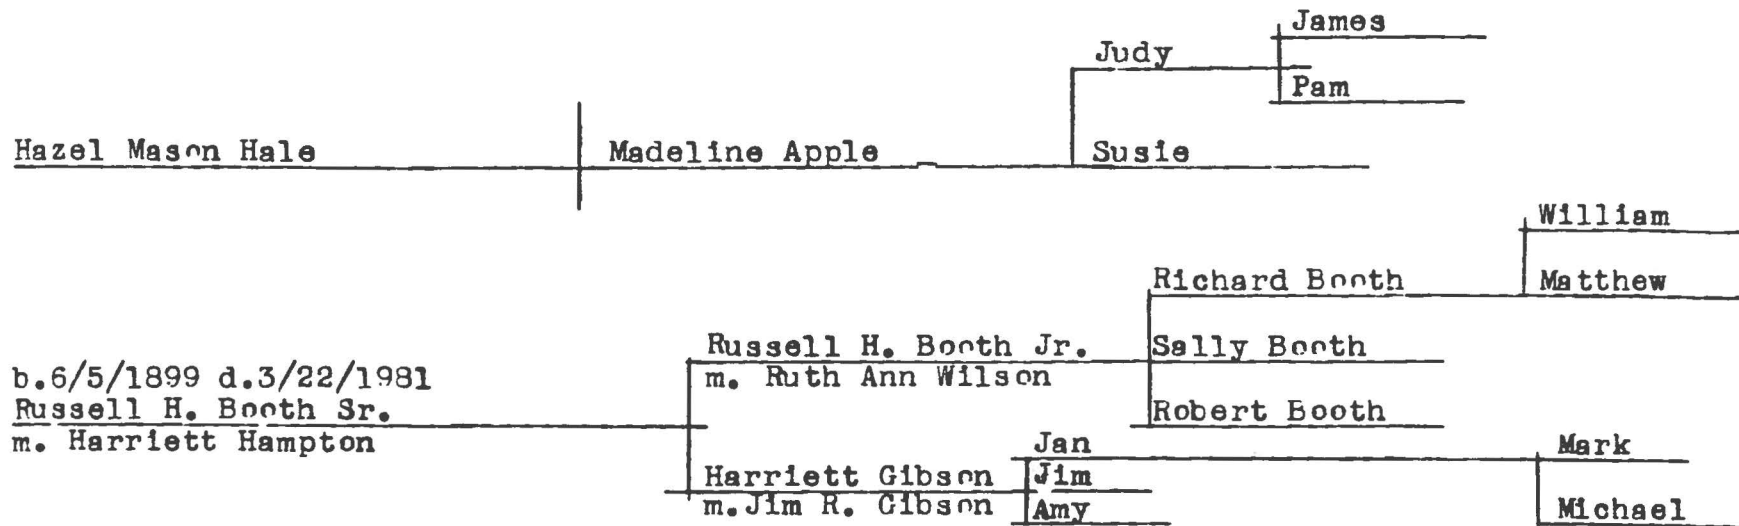 James
Judy
Pam
Hazel Mason Hale Madeline Apple Susie
William
Richard Booth Matthew
Russell H. Booth Jr. Sally Booth
m. Ruth Ann Wilson
b.6/5/1899 d.3/22/1981
Russell H. Booth Sr. Robert Booth
m. Harriett Hampton
Jan Mark
Harriett Gibson Jim
m.Jim R. Gibson Amy Michael